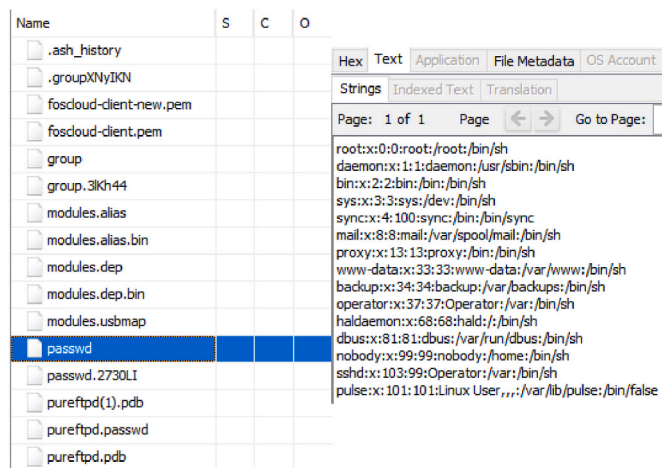 Name S C O
.ash_history
.groupXNyIKN
foscloud-client-new.pem
foscloud-client.pem
group
group.3lKh44
modules.alias
modules.alias.bin
modules.dep
modules.dep.bin
modules.usbmap
passwd
passwd.2730LI
pureftpd(1).pdb
pureftpd.passwd
pureftpd.pdb
Hex Text Application File Metadata OS Account
Strings Indexed Text Translation
Page: 1 of 1 Page Go to Page:
root:x:0:0:root:/root:/bin/sh
daemon:x:1:1:daemon:/usr/sbin:/bin/sh
bin:x:2:2:bin:/bin:/bin/sh
sys:x:3:3:sys:/dev:/bin/sh
sync:x:4:100:sync:/bin:/bin/sync
mail:x:8:8:mail:/var/spool/mail:/bin/sh
proxy:x:13:13:proxy:/bin:/bin/sh
www-data:x:33:33:www-data:/var/www:/bin/sh
backup:x:34:34:backup:/var/backups:/bin/sh
operator:x:37:37:Operator:/var:/bin/sh
haldaemon:x:68:68:hald:/:/bin/sh
dbus:x:81:81:dbus:/var/run/dbus:/bin/sh
nobody:x:99:99:nobody:/home:/bin/sh
sshd:x:103:99:Operator:/var:/bin/sh
pulse:x:101:101:Linux User,,,:/var/lib/pulse:/bin/false